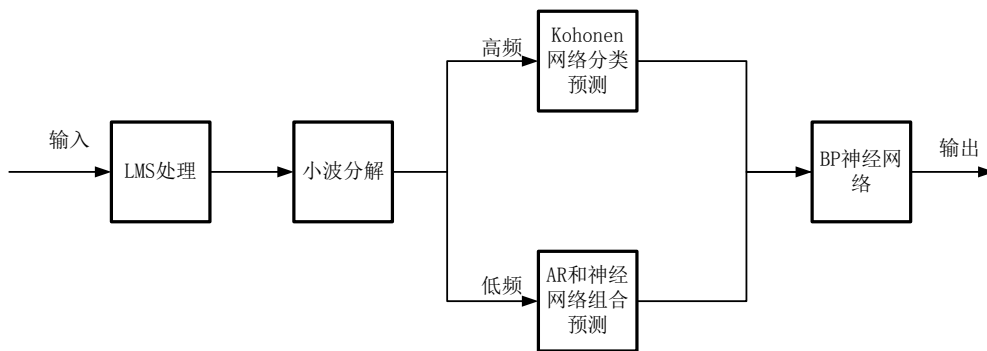 输入
LMS处理
小波分解
高频
Kohonen
网络分类
预测
低频
AR和神经
网络组合
预测
BP神经网
络
输出